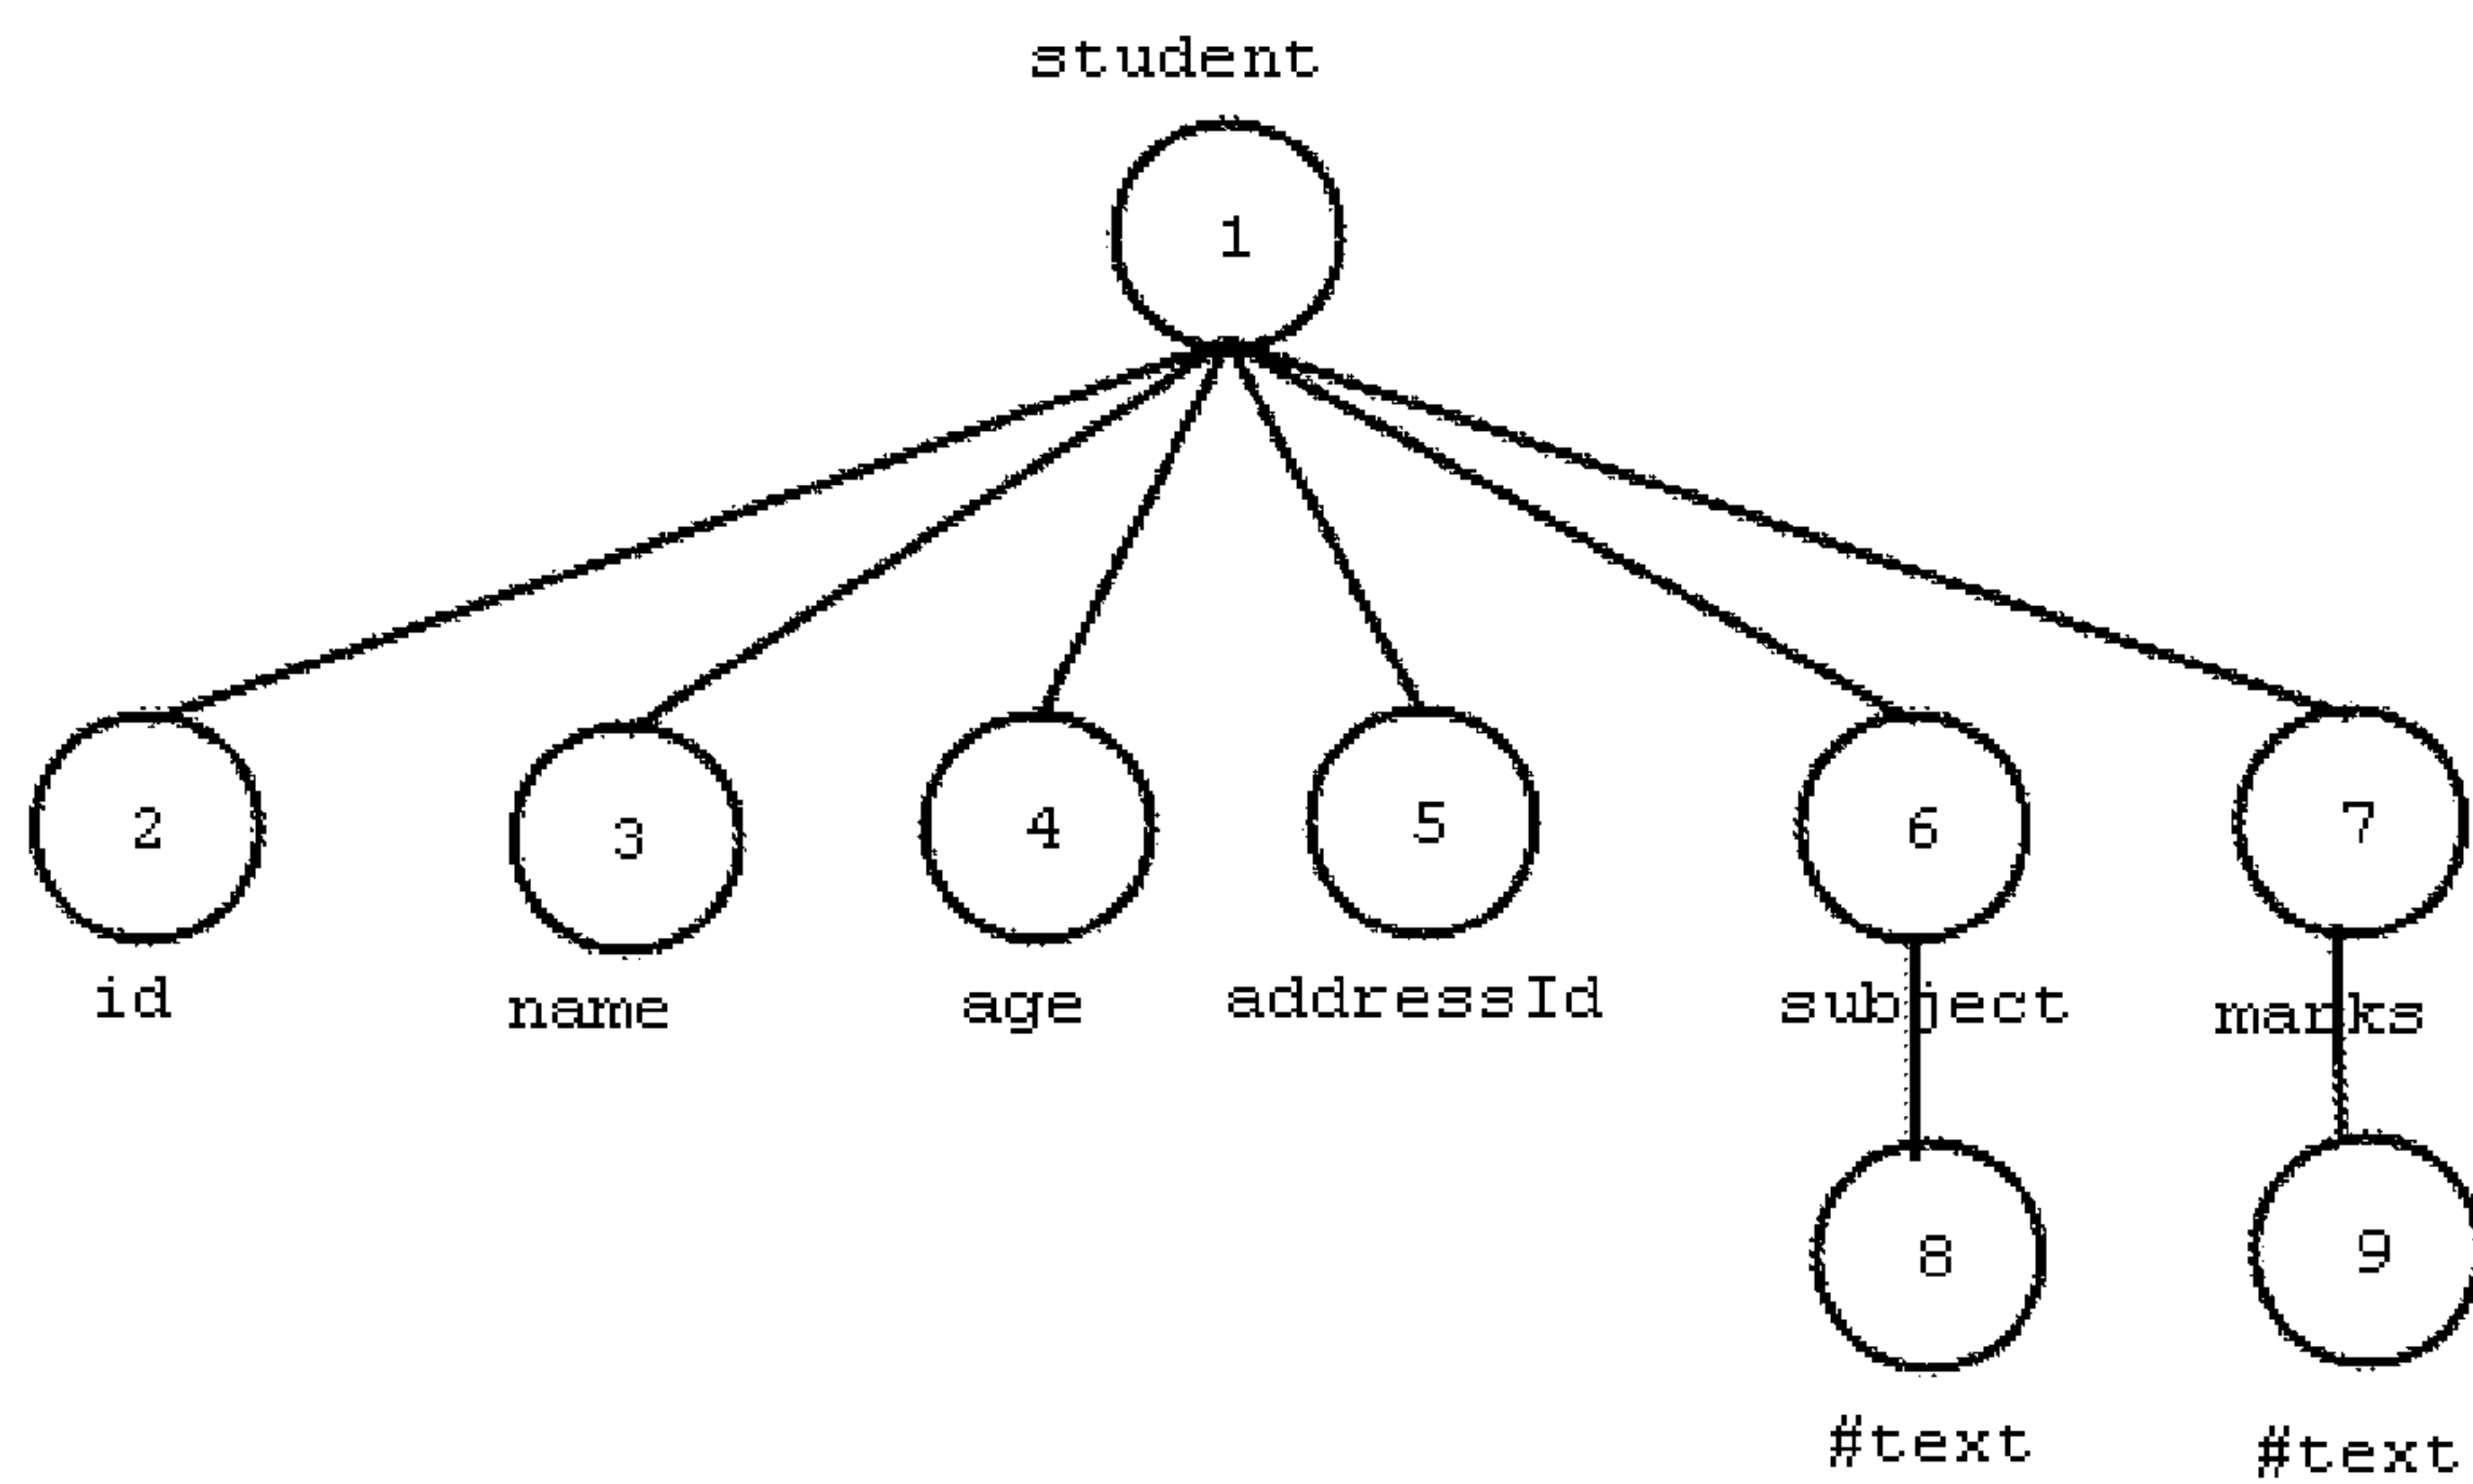 student
1
2
3
4
5
6
7
id
name
age
addressId
subject
marks
8
9
#text
#text